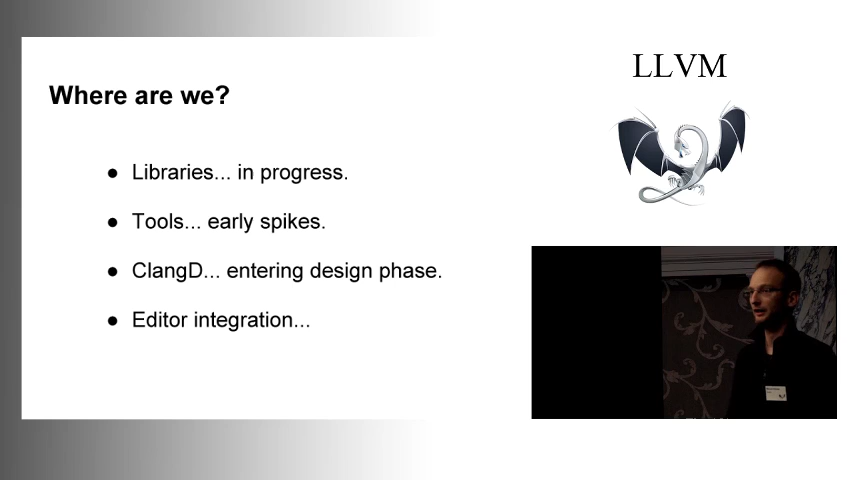 Where are we?
LLVM
● Libraries... in progress.
● Tools... early spikes.
● ClangD... entering design phase.
● Editor integration...